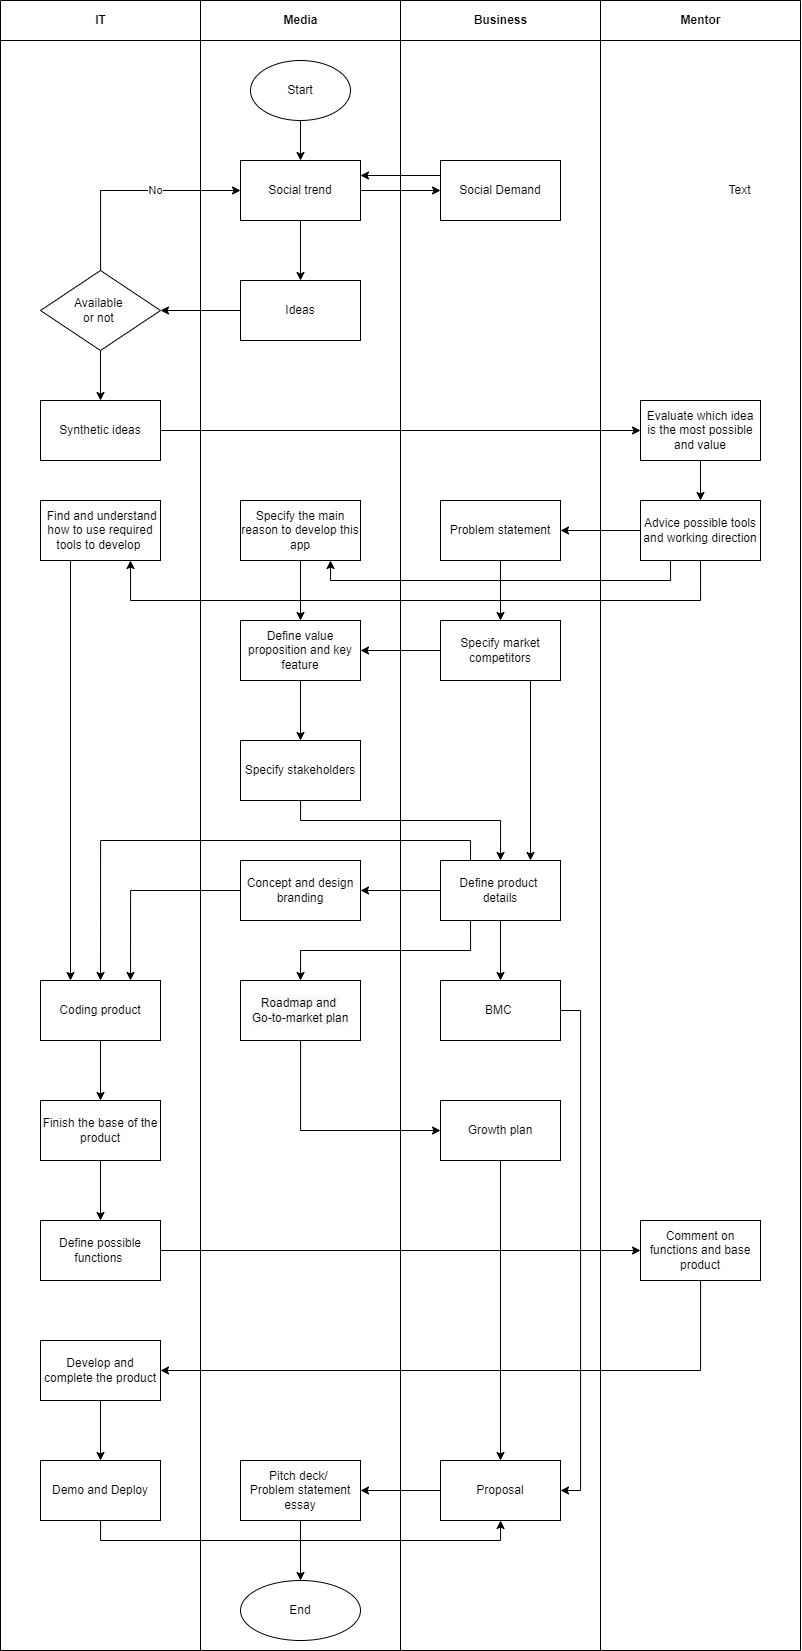 IT
Media
Business
Mentor
Start
No
Social trend
Social Demand
Text
Available
or not
Ideas
Synthetic ideas
Evaluate which idea
is the most possible
and value
Find and understand
how to use required
tools to develop
Specify the main
reason to develop this
app
Problem statement
Advice possible tools
and working direction
Define value
proposition and key
feature
Specify market
competitors
Specify stakeholders
Concept and design
branding
Define product
details
Coding product
Roadmap and
Go-to-market plan
BMC
Finish the base of the
product
Growth plan
Define possible
functions
Comment on
functions and base
product
Develop and
complete the product
Demo and Deploy
Pitch deck/
Problem statement
essay
Proposal
End